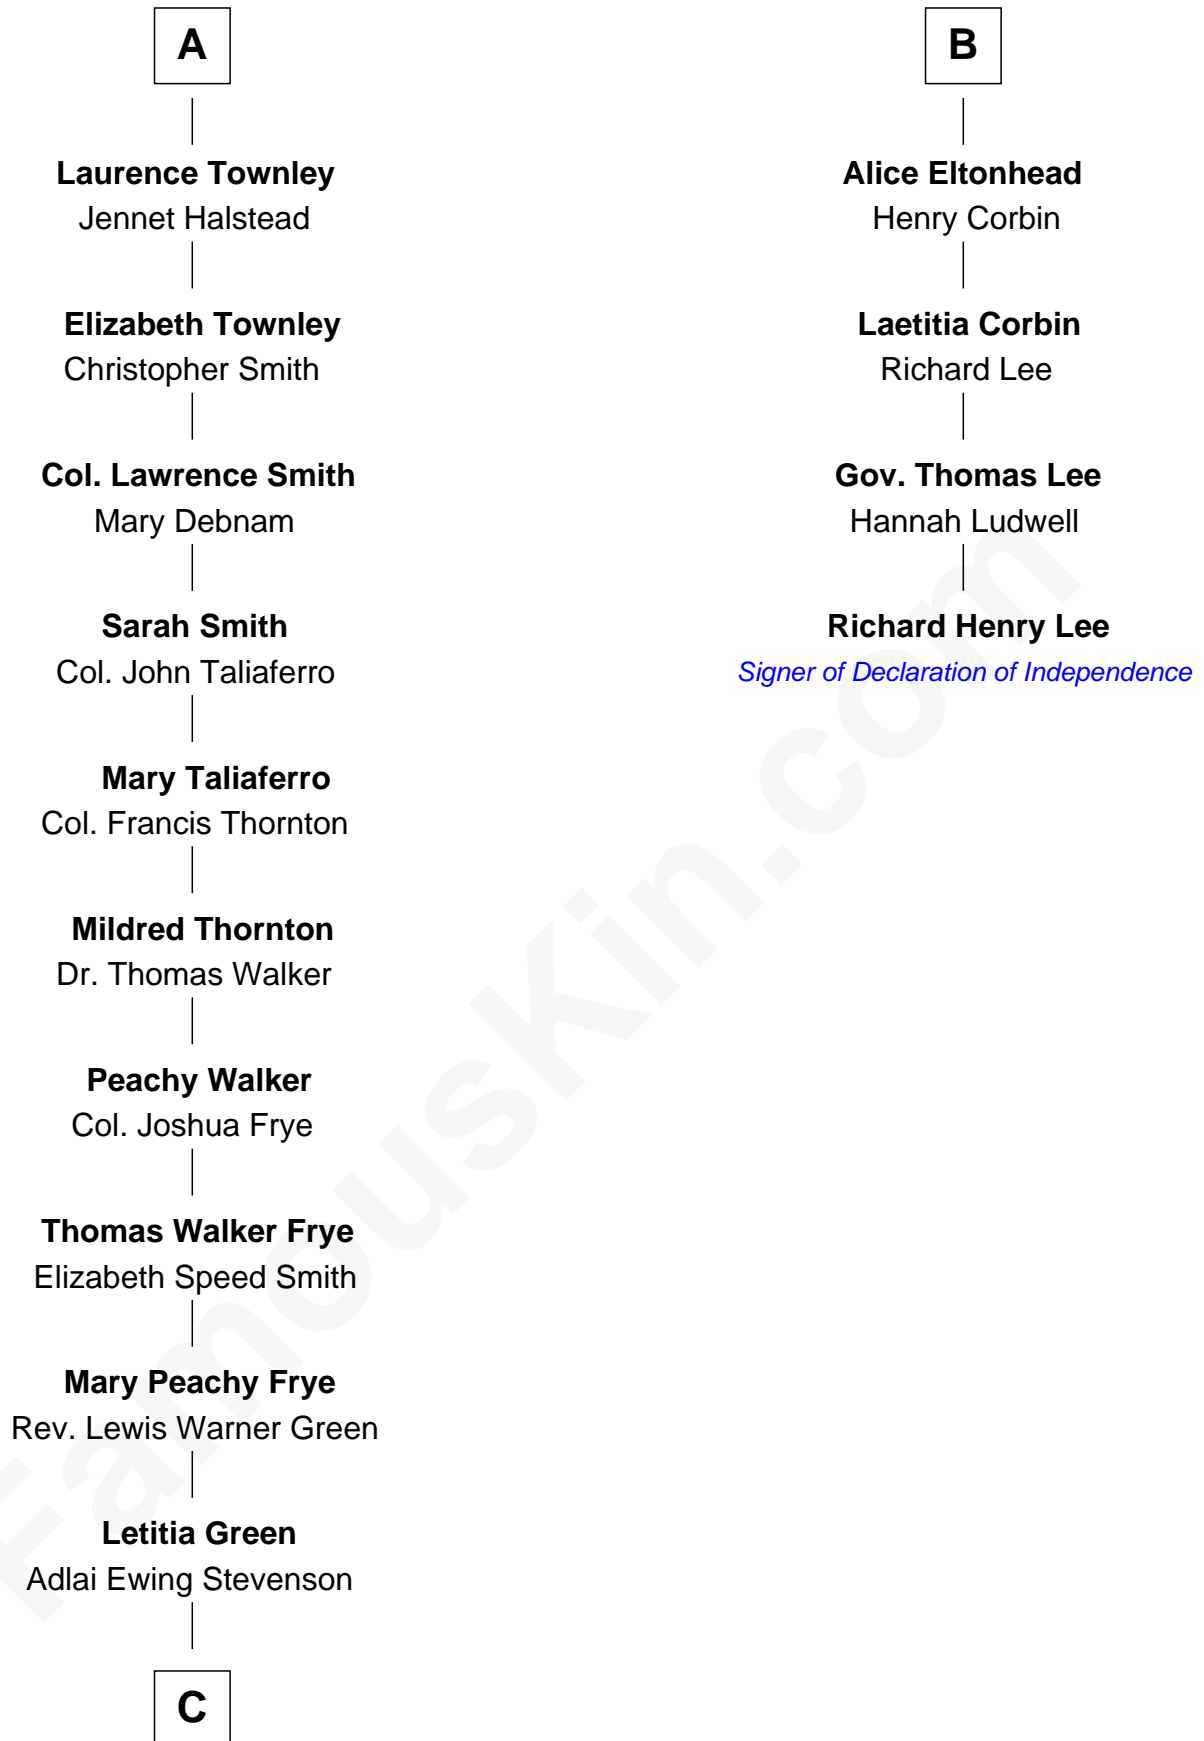 A
Laurence Townley
Jennet Halstead
Elizabeth Townley
Christopher Smith
Col. Lawrence Smith
Mary Debnam
Sarah Smith
Col. John Taliaferro
Mary Taliaferro
Col. Francis Thornton
Mildred Thornton
Dr. Thomas Walker
Peachy Walker
Col. Joshua Frye
Thomas Walker Frye
Elizabeth Speed Smith
Mary Peachy Frye
Rev. Lewis Warner Green
Letitia Green
Adlai Ewing Stevenson
C
B
Alice Eltonhead
Henry Corbin
Laetitia Corbin
Richard Lee
Gov. Thomas Lee
Hannah Ludwell
Richard Henry Lee
Signer of Declaration of Independence
FamousKin.com